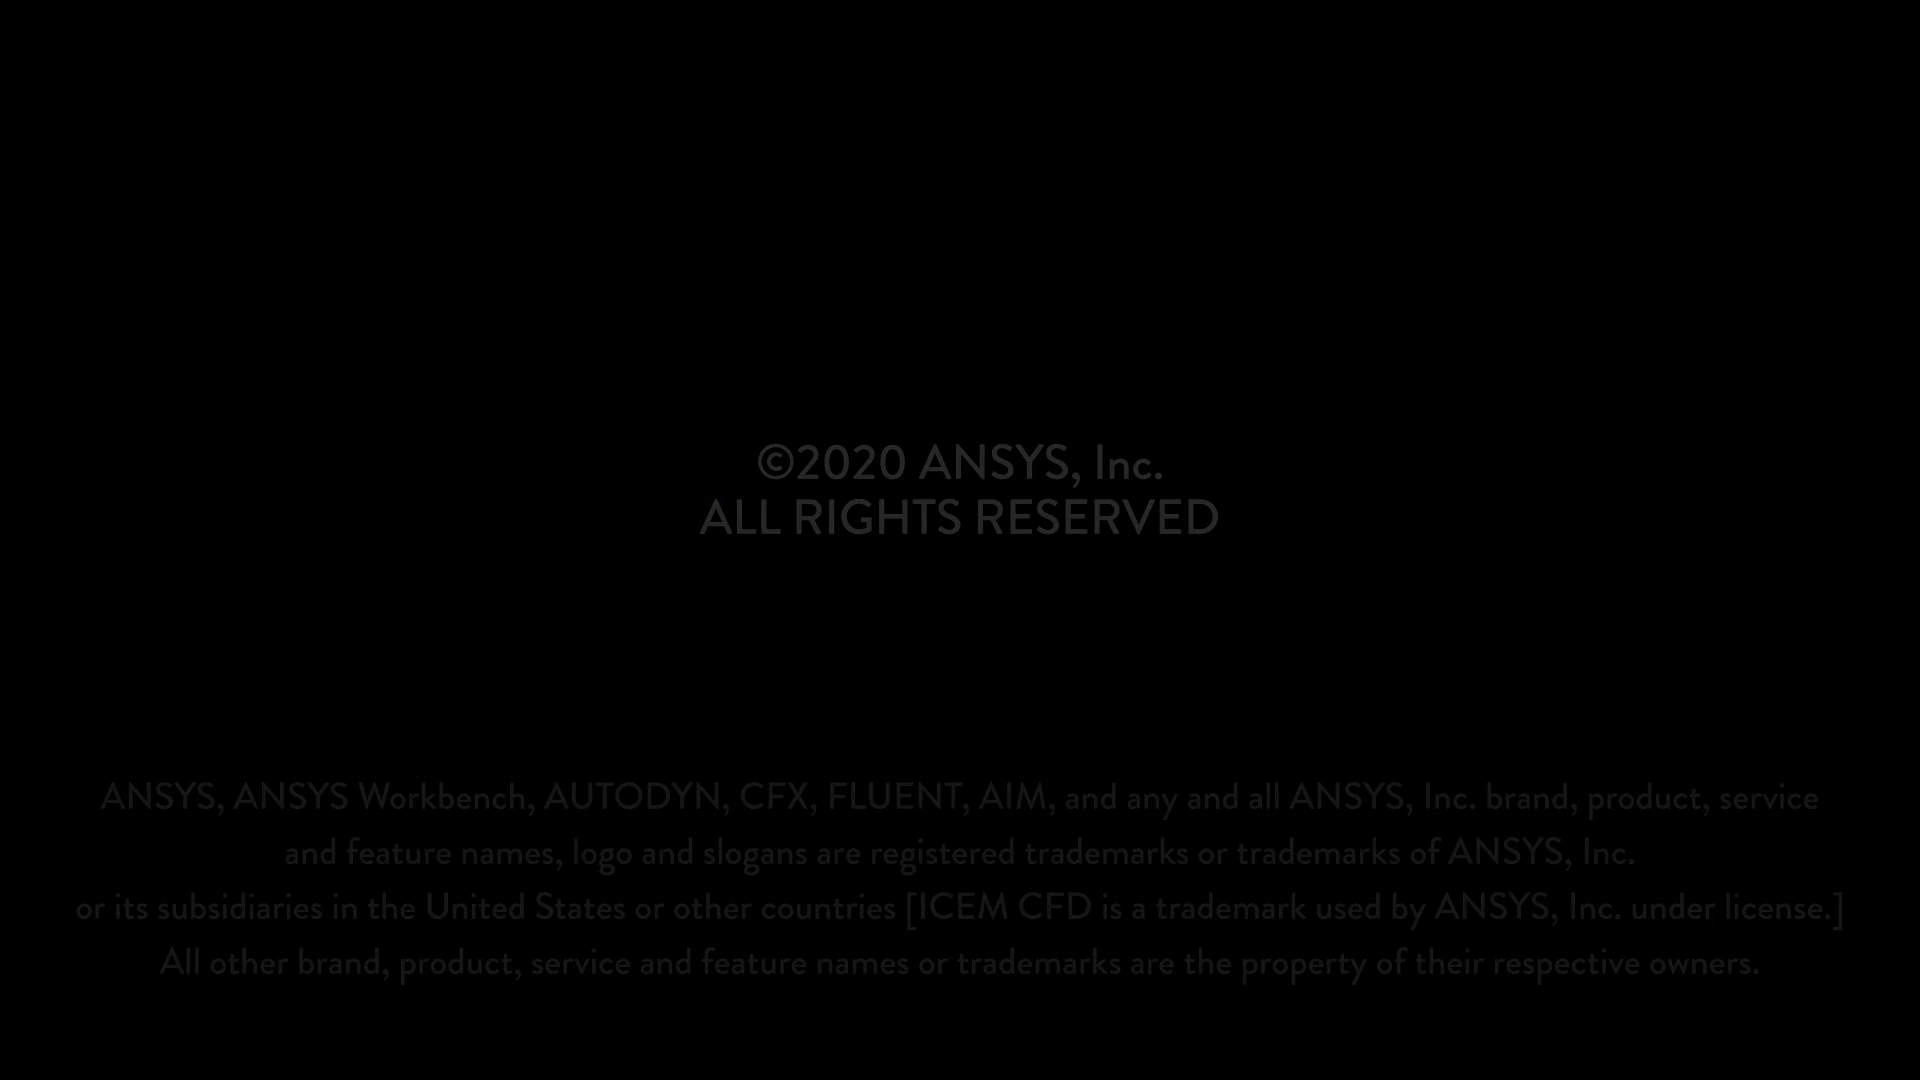 ©2020 ANSYS, Inc.
ALL RIGHTS RESERVED
ANSYS, ANSYS Workbench, AUTODYN, CFX, FLUENT, AIM, and any and all ANSYS, Inc. brand, product, service
and feature names, logo and slogans are registered trademarks or trademarks of ANSYS, Inc.
or its subsidiaries in the United States or other countries [ICEM CFD is a trademark used by ANSYS, Inc. under license.]
All other brand, product, service and feature names or trademarks are the property of their respective owners.